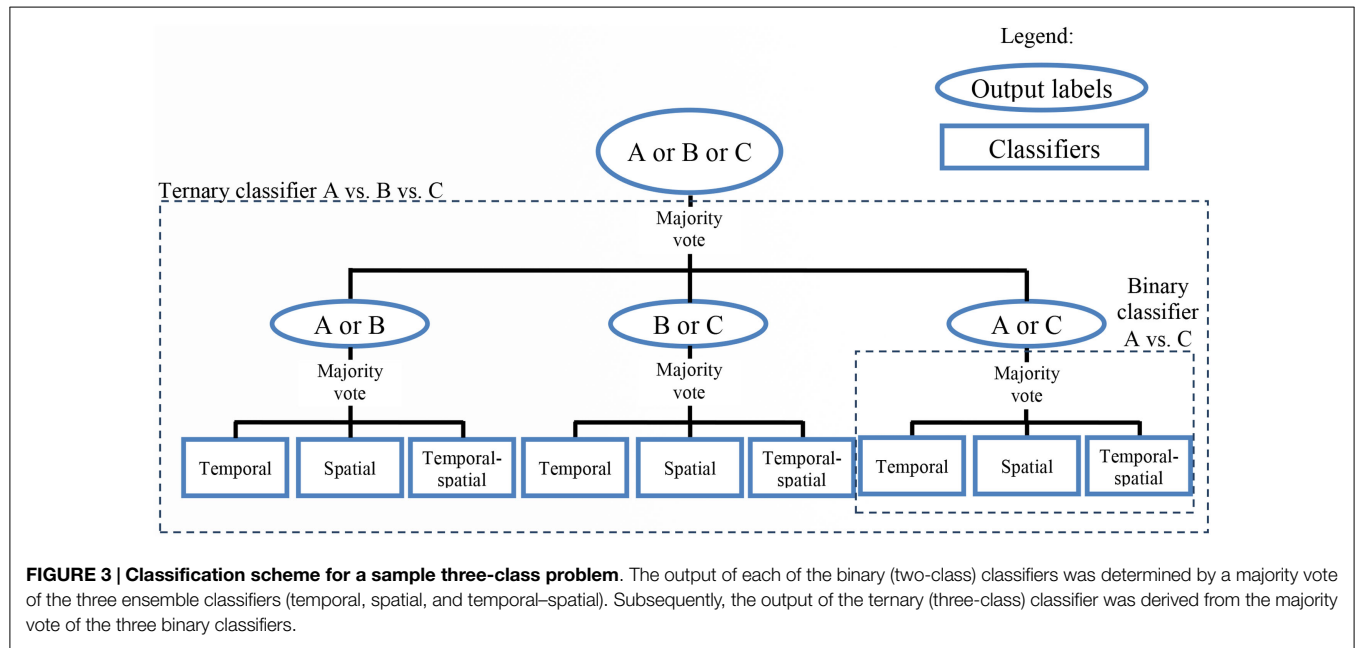 Legend:
Output labels
Classifiers
A or B or C
Ternary classifier A vs. B vs. C
Majority
vote
A or B
B or C
A or C
Binary
classifier
A vs. C
Majority
vote
Majority
vote
Majority
vote
Temporal
Spatial
Temporal-
spatial
Temporal
Spatial
Temporal-
spatial
Temporal
Spatial
Temporal-
spatial
FIGURE 3 | Classification scheme for a sample three-class problem. The output of each of the binary (two-class) classifiers was determined by a majority vote
of the three ensemble classifiers (temporal, spatial, and temporal–spatial). Subsequently, the output of the ternary (three-class) classifier was derived from the majority
vote of the three binary classifiers.